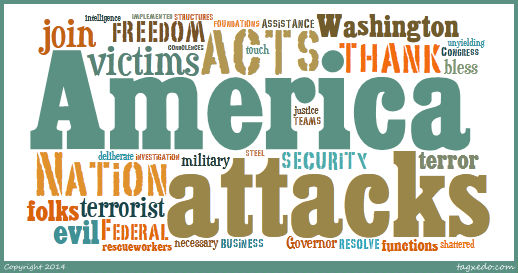 intelligence IMPLEMENTED STRUCTURES
join FREEDOM FOUNDATIONS ASSISTANCE Washington
CONDOLENCES ACTS touch unyielding
victims THANK CONGRESS
bless
America
justice
TEAMS
deliberate INVESTIGATION military STEEL SECURITY terror
NATION attacks
folks terrorist
evil FEDERAL
rescueworkers necessary BUSINESS Governor RESOLVE functions shattered
Copyright 2014 tagxedo.com